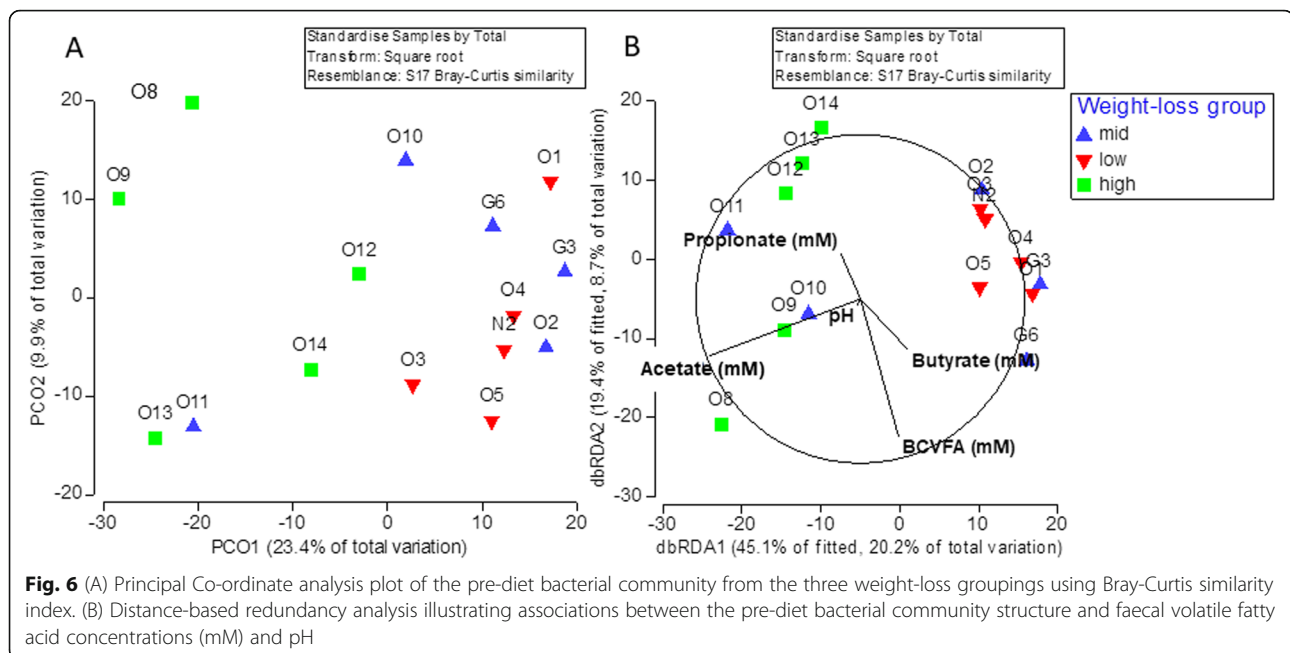 A
Standardise Samples by Total
Transform: Square root
Resemblance: S17 Bray-Curtis similarity
PCO2 (9.9% of total variation)
20
10
0
-10
-20
O8
O9
O10
O1
G6
G3
O12
O4
N2
O2
O14
O3
O5
O13
O11
-30
-20
-10
0
10
20
PCO1 (23.4% of total variation)
B
Standardise Samples by Total
Transform: Square root
Resemblance: S17 Bray-Curtis similarity
dbRDA2 (19.4% of fitted, 8.7% of total variation)
20
10
0
-10
-20
-30
O14
O13
O12
O2
O3
N2
O11
Propionate (mM)
O4
G3
O5
O10
O9
pH
G6
Butyrate (mM)
Acetate (mM)
O8
BCVFA (mM)
-30
-20
-10
0
10
20
dbRDA1 (45.1% of fitted, 20.2% of total variation)
Weight-loss group
mid
low
high
Fig. 6 (A) Principal Co-ordinate analysis plot of the pre-diet bacterial community from the three weight-loss groupings using Bray-Curtis similarity
index. (B) Distance-based redundancy analysis illustrating associations between the pre-diet bacterial community structure and faecal volatile fatty
acid concentrations (mM) and pH